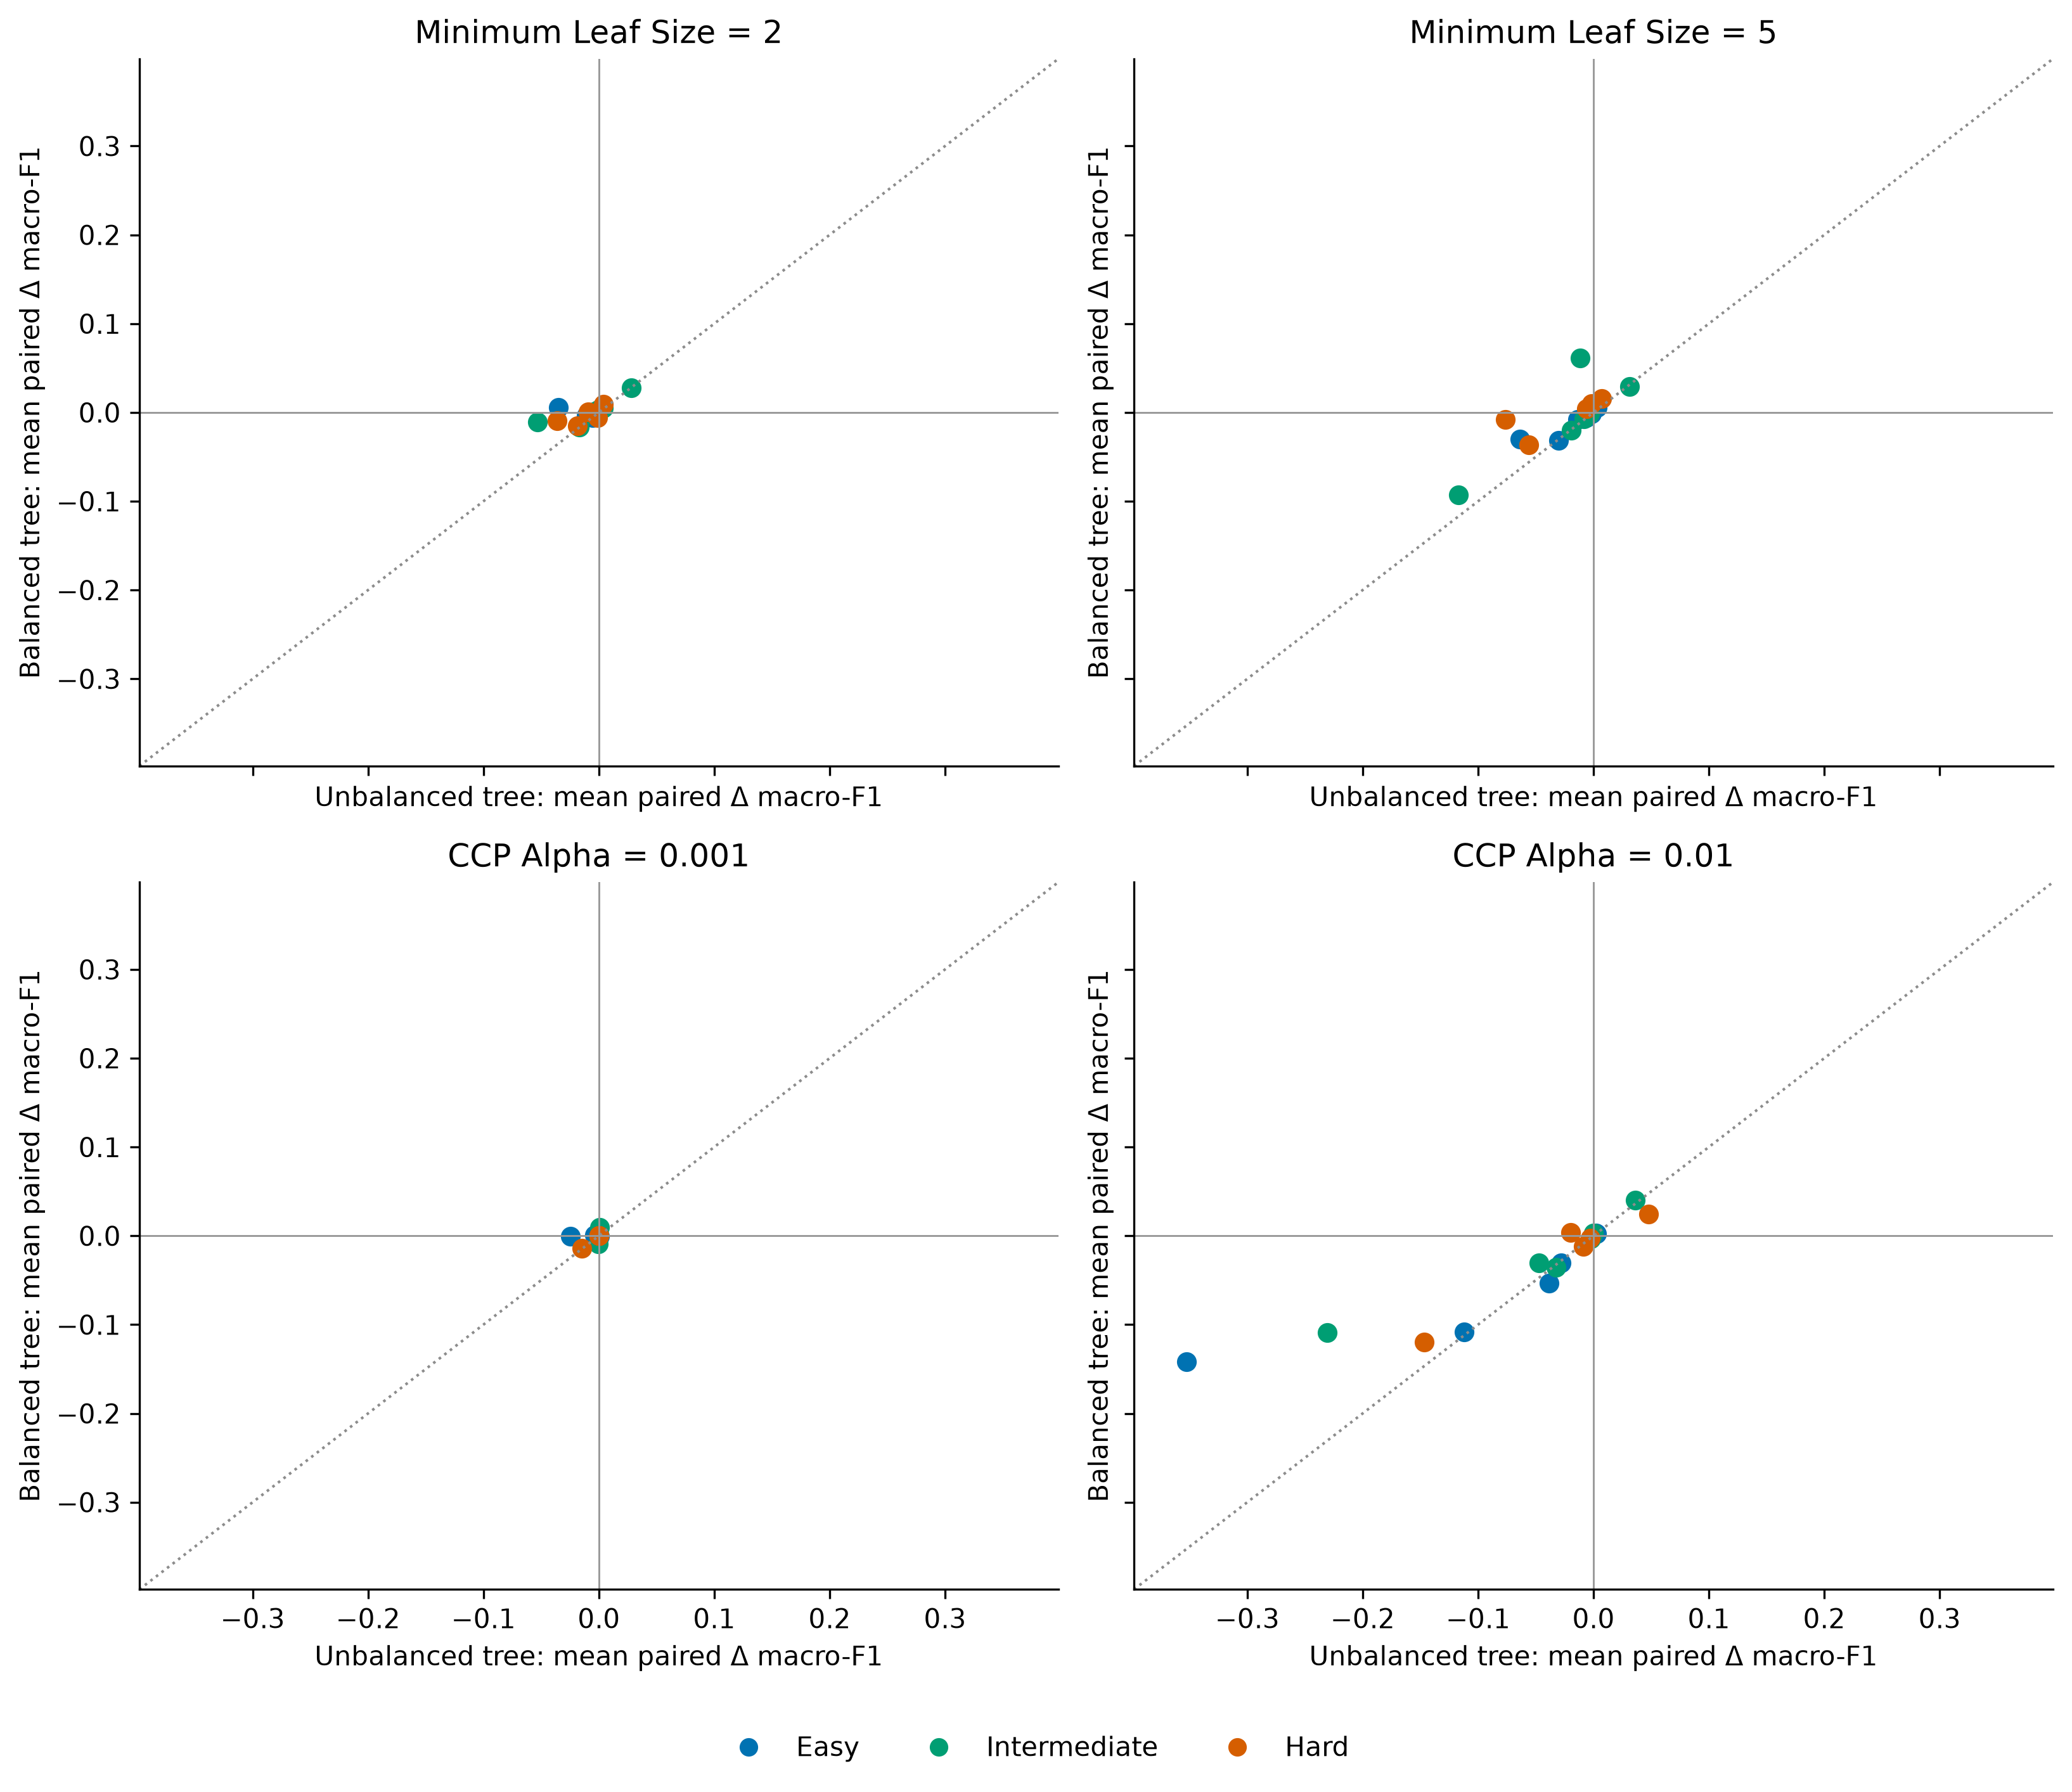 Minimum Leaf Size = 2
Balanced tree: mean paired Δ macro-F1
0.3
0.2
0.1
0.0
−0.1
−0.2
−0.3
Unbalanced tree: mean paired Δ macro-F1
Minimum Leaf Size = 5
Balanced tree: mean paired Δ macro-F1
Unbalanced tree: mean paired Δ macro-F1
CCP Alpha = 0.001
Balanced tree: mean paired Δ macro-F1
0.3
0.2
0.1
0.0
−0.1
−0.2
−0.3
−0.3 −0.2 −0.1 0.0 0.1 0.2 0.3
Unbalanced tree: mean paired Δ macro-F1
CCP Alpha = 0.01
Balanced tree: mean paired Δ macro-F1
−0.3 −0.2 −0.1 0.0 0.1 0.2 0.3
Unbalanced tree: mean paired Δ macro-F1
Easy Intermediate Hard